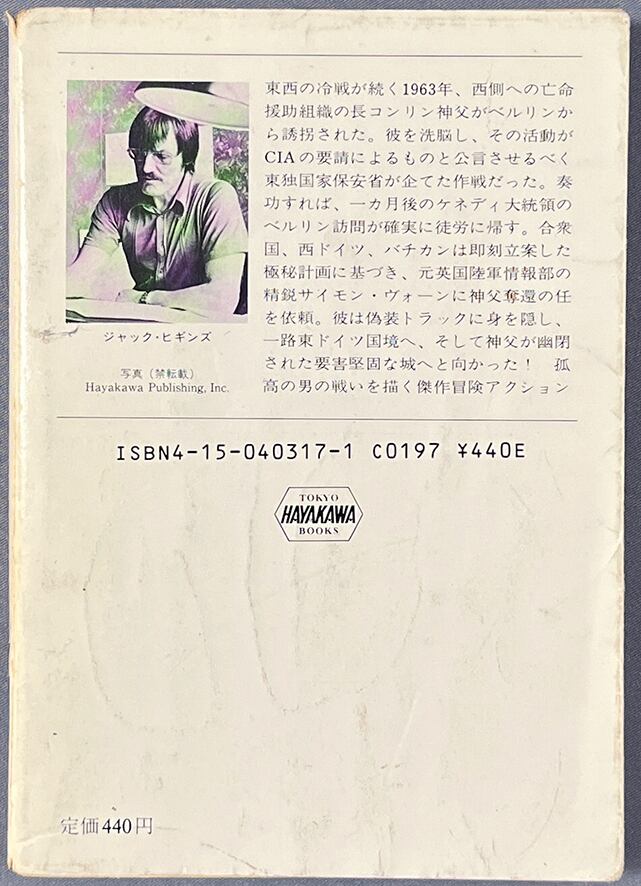 東西の冷戦が続く1963年、西側への亡命
援助組織の長コンリン神父がベルリンか
ら誘拐された。彼を洗脳し、その活動が
CIAの要請によるものと公言させるべく
東独国家保安省が企てた作戦だった。奏
功すれば、一カ月後のケネディ大統領の
ベルリン訪問が確実に徒労に帰す。合衆
国、西ドイツ、バチカンは即刻立案した
極秘計画に基づき、元英国陸軍情報部の
精鋭サイモン・ヴォーンに神父奪還の任
を依頼。彼は偽装トラックに身を隠し、
一路東ドイツ国境へ、そして神父が幽閉
された要害堅固な城へと向かった！　孤
高の男の戦いを描く傑作冒険アクション
ジャック・ヒギンズ
写真（禁転載）
Hayakawa Publishing, Inc.
ISBN4-15-040317-1 C0197 ¥440E
TOKYO
HAYAKAWA
BOOKS
定価440円